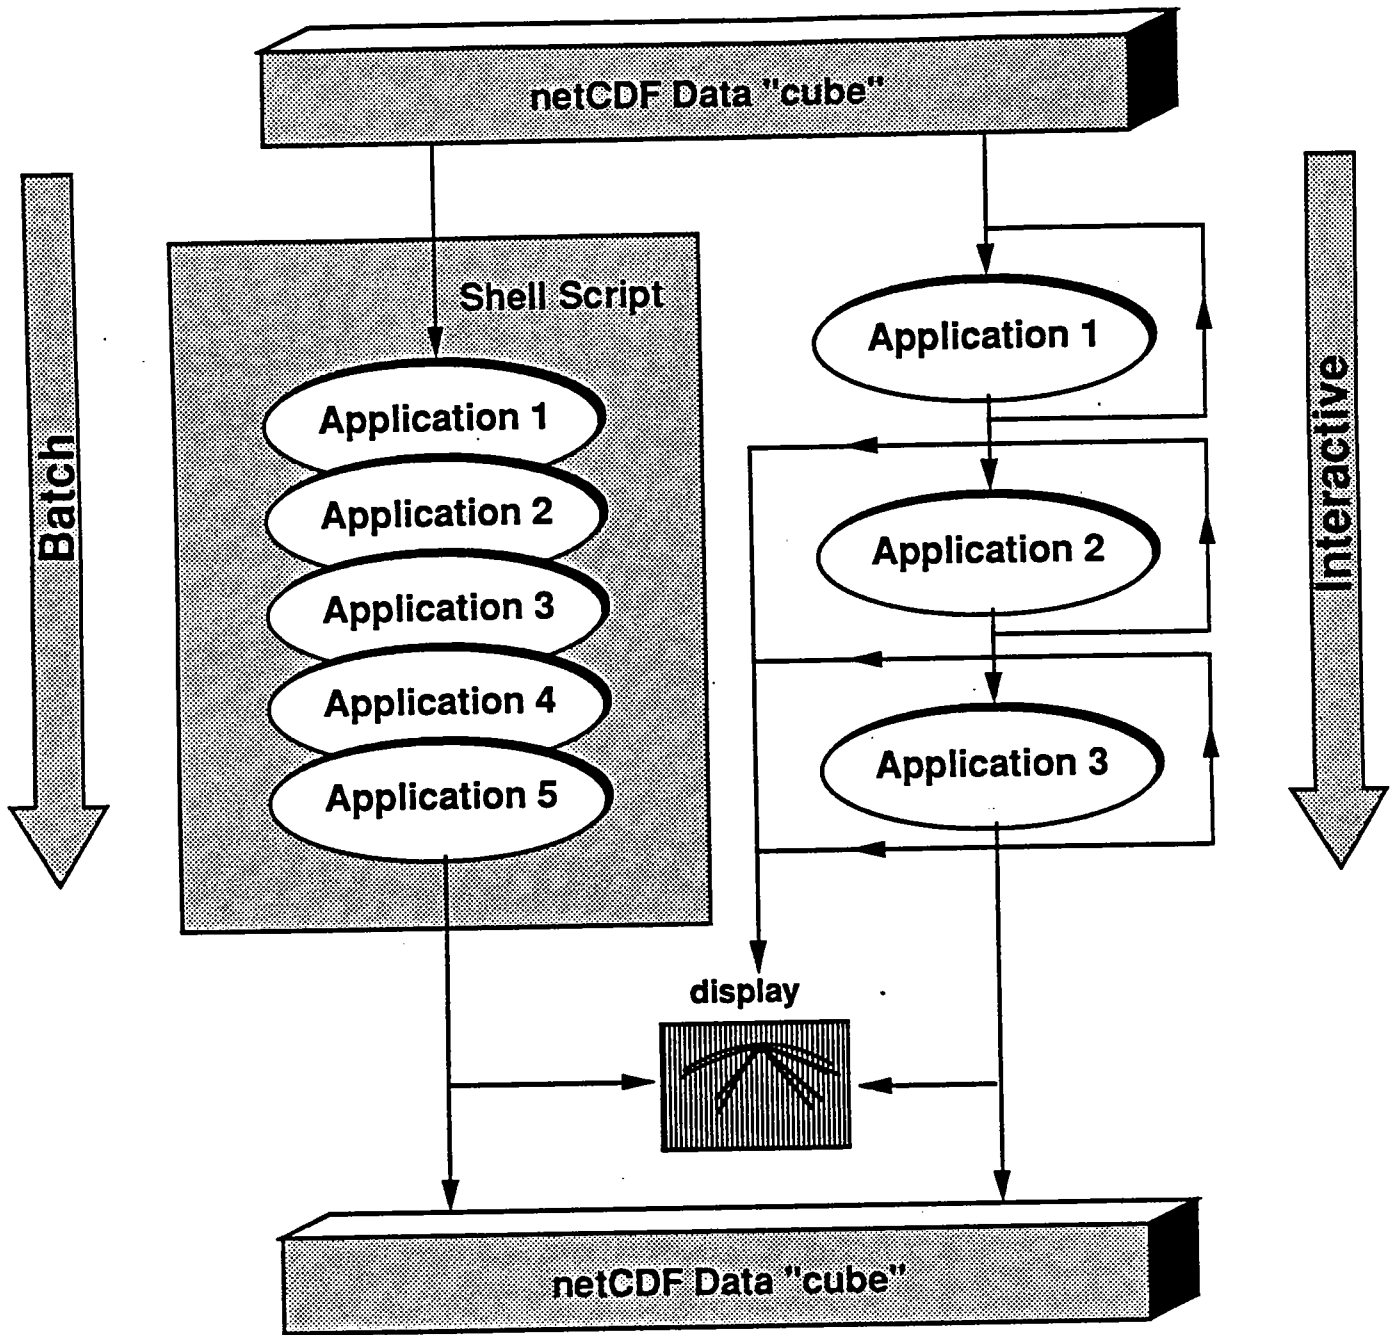 netCDF Data "cube"
Batch
Shell Script
Application 1
Application 2
Application 3
Application 4
Application 5
Application 1
Application 2
Application 3
Interactive
display
netCDF Data "cube"